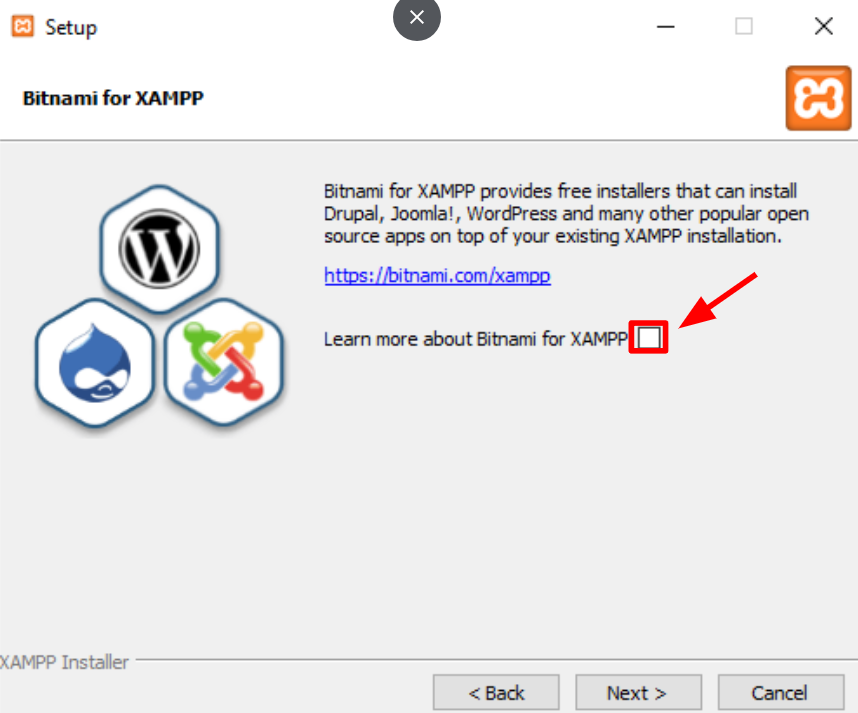 Setup
Bitnami for XAMPP
Bitnami for XAMPP provides free installers that can install
Drupal, Joomla!, WordPress and many other popular open
source apps on top of your existing XAMPP installation.
https://bitnami.com/xampp
Learn more about Bitnami for XAMPP
XAMPP Installer
< Back
Next >
Cancel